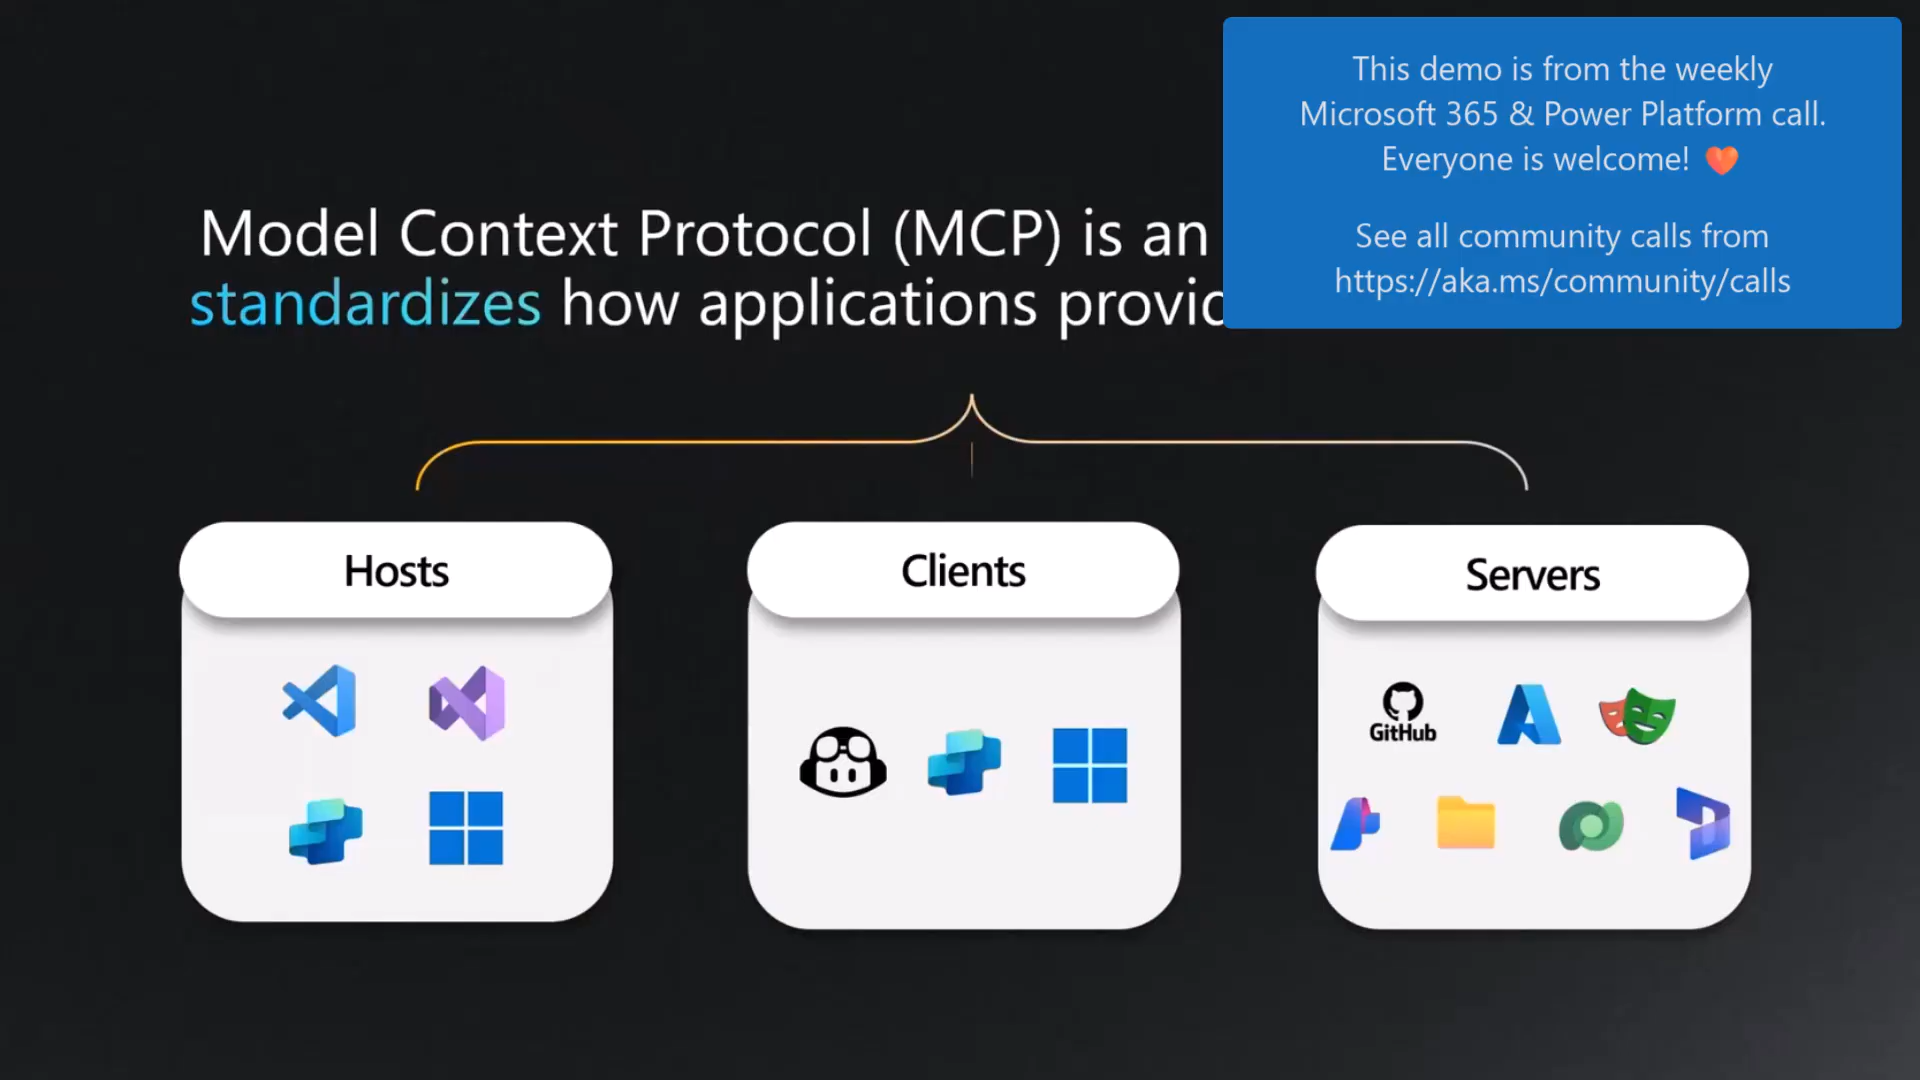 This demo is from the weekly
Microsoft 365 & Power Platform call.
Everyone is welcome! 🧡
See all community calls from
https://aka.ms/community/calls
Model Context Protocol (MCP) is an
standardizes how applications
Hosts
Clients
Servers
GitHub